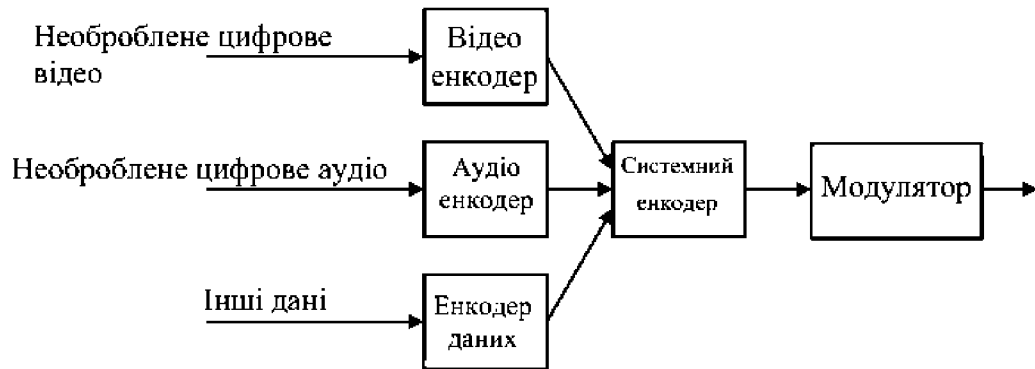 Необроблене цифрове
відео
Відео
енкодер
Необроблене цифрове аудіо
Аудіо
енкодер
Системний
енкодер
Модулятор
Інші дані
Енкодер
даних